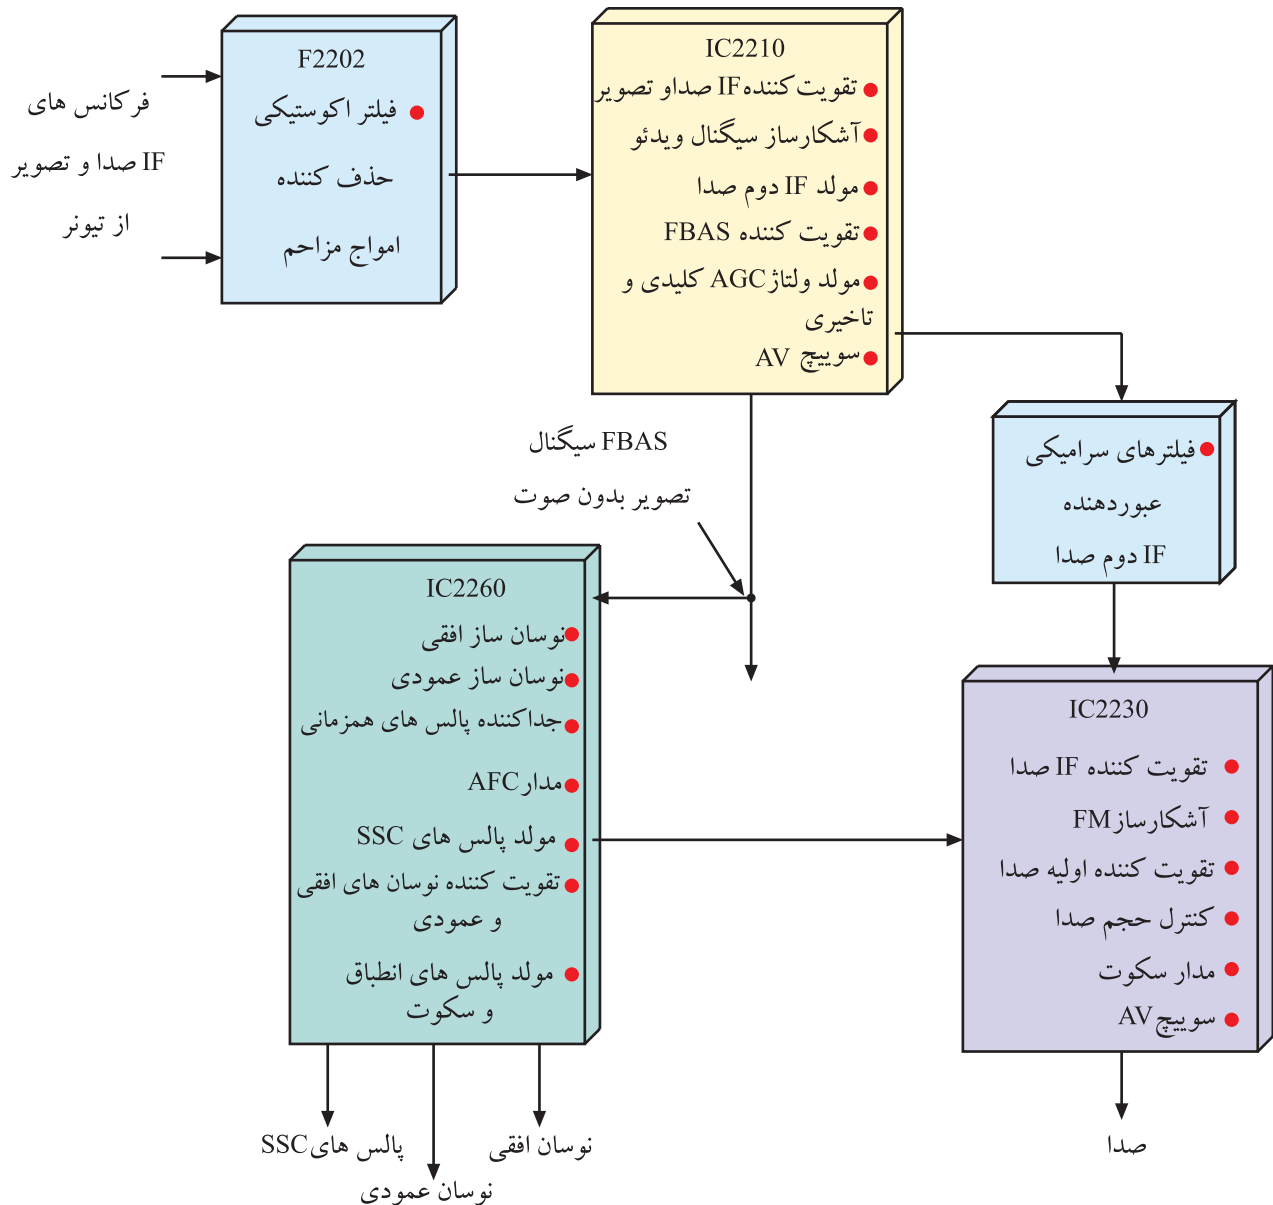 فرکانس های
IF صدا و تصویر
از تیونر
F2202
فیلتر اکوستیکی
حذف کننده
امواج مزاحم
IC2210
تقویت‌کننده IF صداو تصویر
آشکارساز سیگنال ویدئو
مولد IF دوم صدا
تقویت کننده FBAS
مولد ولتاژ AGC کلیدی و
تاخیری
سوییچ AV
فیلترهای سرامیکی
عبوردهنده
IF دوم صدا
سیگنال FBAS
تصویر بدون صوت
IC2260
نوسان ساز افقی
نوسان ساز عمودی
جداکننده پالس های همزمانی
مدار AFC
مولد پالس های SSC
تقویت کننده نوسان های افقی
و عمودی
مولد پالس های انطباق
و سکوت
IC2230
تقویت کننده IF صدا
آشکارساز FM
تقویت کننده اولیه صدا
کنترل حجم صدا
مدار سکوت
سوییچ AV
نوسان افقی
پالس های SSC
نوسان عمودی
صدا